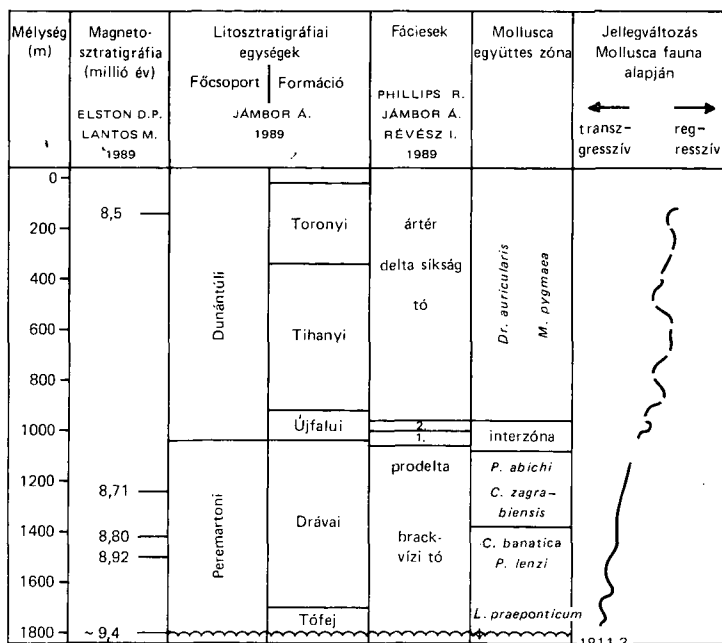 Mélység
(m)
Magneto-
sztratigráfia
(millió év)
ELSTON D.P.
LANTOS M.
1989
Litosztratigráfiai
egységek
Főcsoport
Formáció
JÁMBOR Á.
1989
Fáciesek
PHILLIPS R.
JÁMBOR Á.
RÉVÉSZ I.
1989
Mollusca
együttes zóna
Jellegváltozás
Mollusca fauna
alapján
transz-
gresszív
reg-
resszív
0
200
400
600
800
1000
1200
1400
1600
1800
8,5
8,71
8,80
8,92
~ 9,4
Dunántúli
Peremartoni
Toronyi
Tihanyi
Újfalui
Drávai
Tófej
ártér
delta síkság
tó
2.
1.
prodelta
brack-
vízi tó
Dr. auricularis
M. pygmaea
interzóna
P. abichi
C. zagra-
biensis
C. banatica
P. lenzi
L. praeponticum